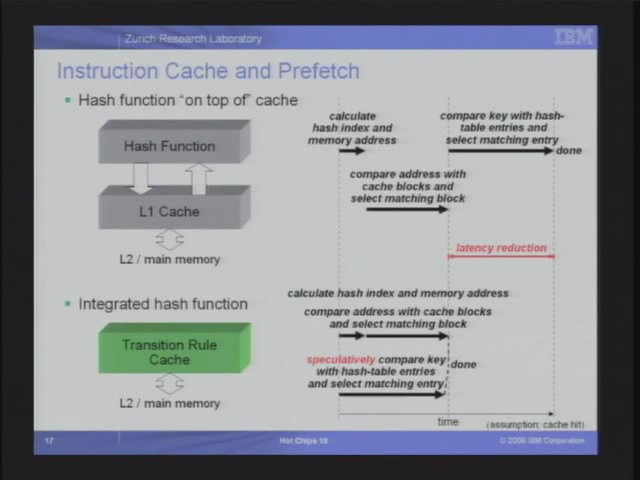 Zurich Research Laboratory
IBM
Instruction Cache and Prefetch
• Hash function "on top of" cache
Hash Function
L1 Cache
L2 / main memory
calculate
hash index and
memory address
compare key with hash-
table entries and
select matching entry
done
compare address with
cache blocks and
select matching block
latency reduction
• Integrated hash function
Transition Rule
Cache
L2 / main memory
calculate hash index and memory address
compare address with cache blocks
and select matching block
speculatively compare key
with hash-table entries
and select matching entry
done
time
(assumption: cache hit)
17
Hot Chips 18
© 2006 IBM Corporation